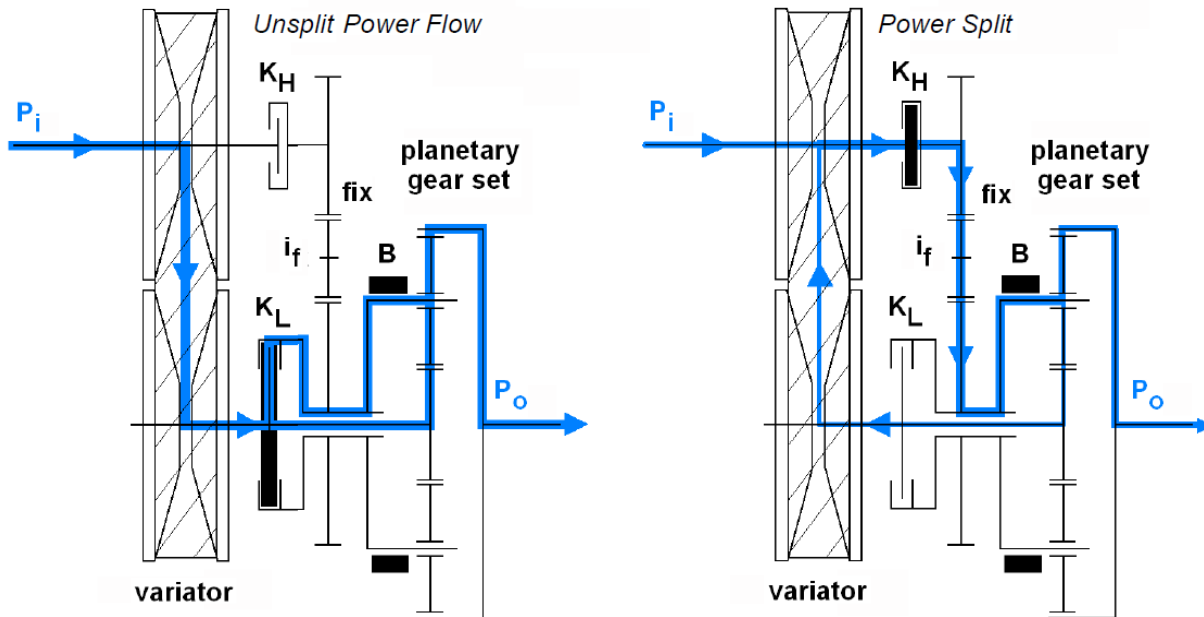 Unsplit Power Flow
K_H
P_i
planetary
gear set
fix
i_f
B
K_L
P_o
variator
Power Split
K_H
P_i
planetary
gear set
fix
i_f
B
K_L
P_o
variator